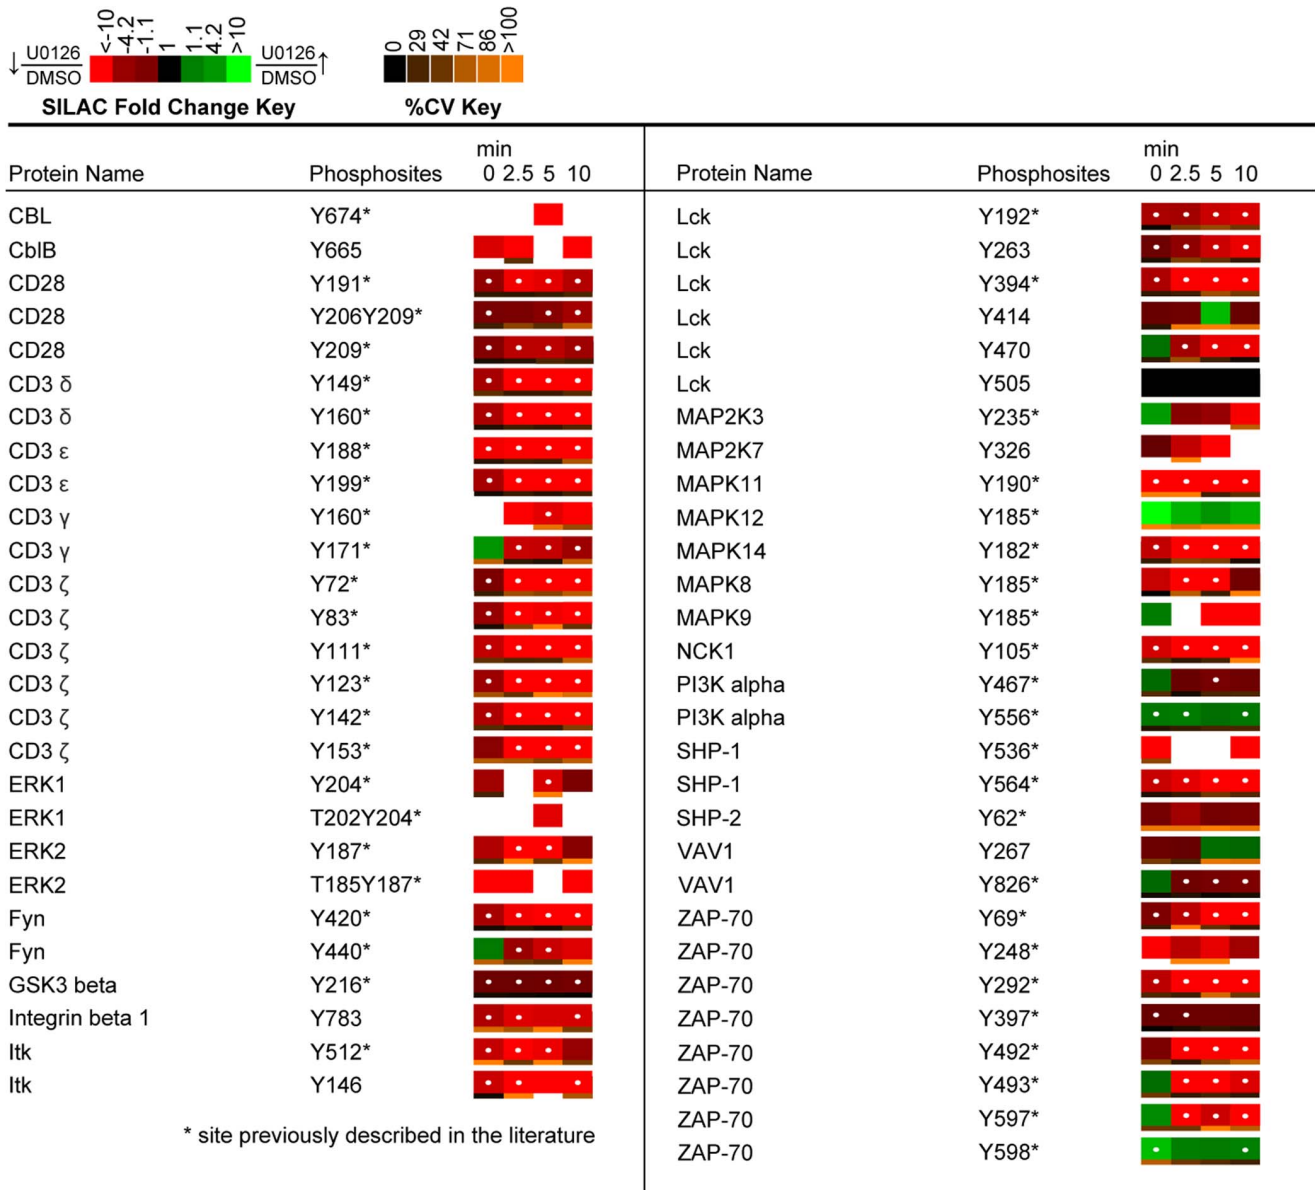 <-10 -4.2 -1.1 1 1.1 4.2 >10
0 29 42 71 86 >100
↓ U0126 U0126 ↑
DMSO DMSO
SILAC Fold Change Key %CV Key
min
Protein Name Phosphosites 0 2.5 5 10
CBL Y674*
CblB Y665
CD28 Y191*
CD28 Y206Y209*
CD28 Y209*
CD3 δ Y149*
CD3 δ Y160*
CD3 ε Y188*
CD3 ε Y199*
CD3 γ Y160*
CD3 γ Y171*
CD3 ζ Y72*
CD3 ζ Y83*
CD3 ζ Y111*
CD3 ζ Y123*
CD3 ζ Y142*
CD3 ζ Y153*
ERK1 Y204*
ERK1 T202Y204*
ERK2 Y187*
ERK2 T185Y187*
Fyn Y420*
Fyn Y440*
GSK3 beta Y216*
Integrin beta 1 Y783
Itk Y512*
Itk Y146
* site previously described in the literature
min
Protein Name Phosphosites 0 2.5 5 10
Lck Y192*
Lck Y263
Lck Y394*
Lck Y414
Lck Y470
Lck Y505
MAP2K3 Y235*
MAP2K7 Y326
MAPK11 Y190*
MAPK12 Y185*
MAPK14 Y182*
MAPK8 Y185*
MAPK9 Y185*
NCK1 Y105*
PI3K alpha Y467*
PI3K alpha Y556*
SHP-1 Y536*
SHP-1 Y564*
SHP-2 Y62*
VAV1 Y267
VAV1 Y826*
ZAP-70 Y69*
ZAP-70 Y248*
ZAP-70 Y292*
ZAP-70 Y397*
ZAP-70 Y492*
ZAP-70 Y493*
ZAP-70 Y597*
ZAP-70 Y598*